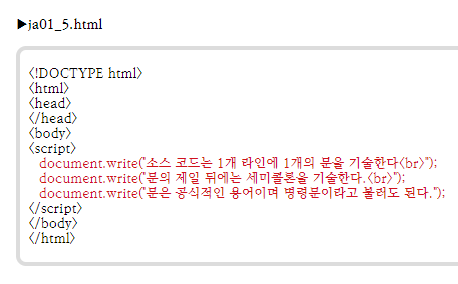 ▶ja01_5.html
<!DOCTYPE html>
<html>
<head>
</head>
<body>
<script>
document.write("소스 코드는 1개 라인에 1개의 문을 기술한다<br>");
document.write("문의 제일 뒤에는 세미콜론을 기술한다.<br>");
document.write("문은 공식적인 용어이며 명령문이라고 불러도 된다.");
</script>
</body>
</html>